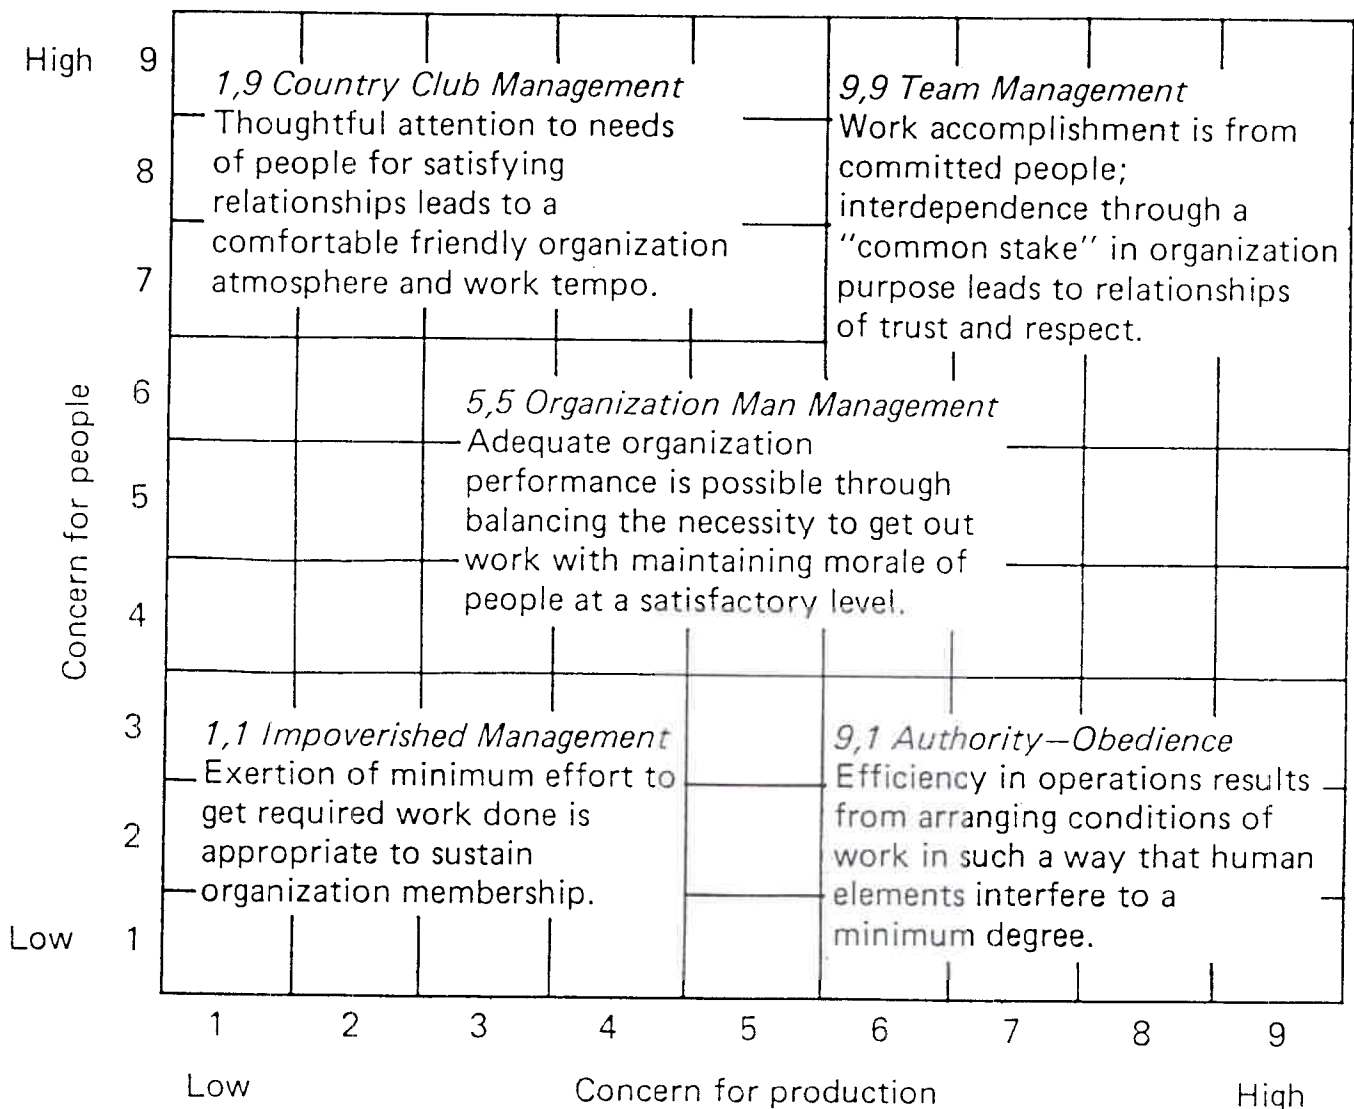 High 9
1,9 Country Club Management
Thoughtful attention to needs
of people for satisfying
relationships leads to a
comfortable friendly organization
atmosphere and work tempo.
9,9 Team Management
Work accomplishment is from
committed people;
interdependence through a
“common stake” in organization
purpose leads to relationships
of trust and respect.
8
7
Concern for people
6
5,5 Organization Man Management
Adequate organization
performance is possible through
balancing the necessity to get out
work with maintaining morale of
people at a satisfactory level.
5
4
3
1,1 Impoverished Management
Exertion of minimum effort to
get required work done is
appropriate to sustain
organization membership.
9,1 Authority—Obedience
Efficiency in operations results
from arranging conditions of
work in such a way that human
elements interfere to a
minimum degree.
2
Low 1
1 2 3 4 5 6 7 8 9
Low Concern for production High